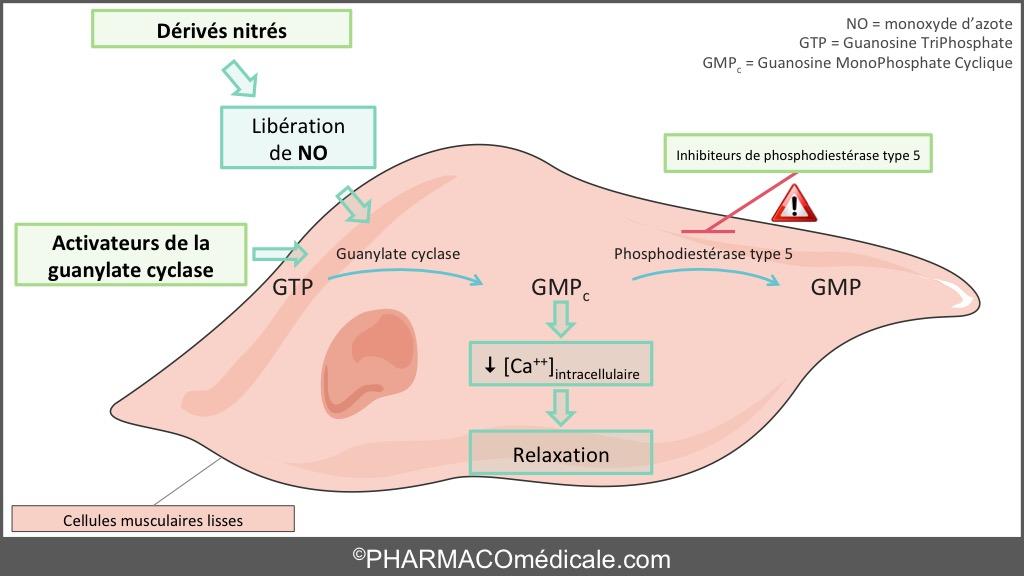 Dérivés nitrés
NO = monoxyde d’azote
GTP = Guanosine TriPhosphate
GMPc = Guanosine MonoPhosphate Cyclique
Libération
de NO
Inhibiteurs de phosphodiestérase type 5
Activateurs de la
guanylate cyclase
Guanylate cyclase
Phosphodiestérase type 5
GTP
GMPc
GMP
↓ [Ca++]intracellulaire
Relaxation
Cellules musculaires lisses
©PHARMACOmédicale.com